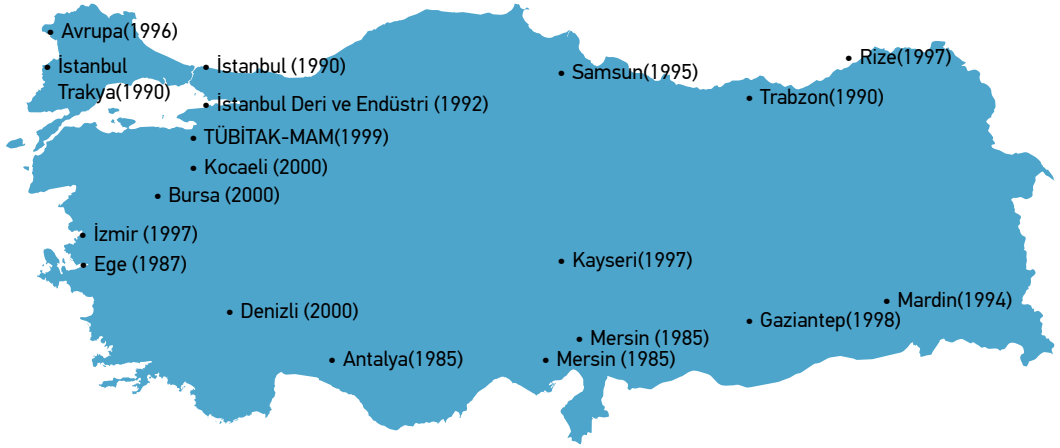 Avrupa(1996)
İstanbul
Trakya(1990)
İstanbul (1990)
İstanbul Deri ve Endüstri (1992)
TÜBİTAK-MAM(1999)
Kocaeli (2000)
Bursa (2000)
İzmir (1997)
Ege (1987)
Denizli (2000)
Antalya(1985)
Samsun(1995)
Rize(1997)
Trabzon(1990)
Kayseri(1997)
Mardin(1994)
Gaziantep(1998)
Mersin (1985)
Mersin (1985)